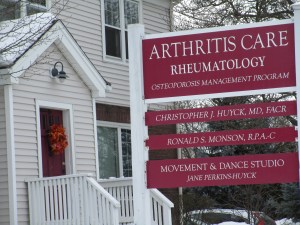 ARTHRITIS CARE
RHEUMATOLOGY
OSTEOPOROSIS MANAGEMENT PROGRAM
CHRISTOPHER J. HUYCK, MD, FACR
RONALD S. MONSON, R.P.A.-C
MOVEMENT & DANCE STUDIO
JANE PERKINS-HUYCK